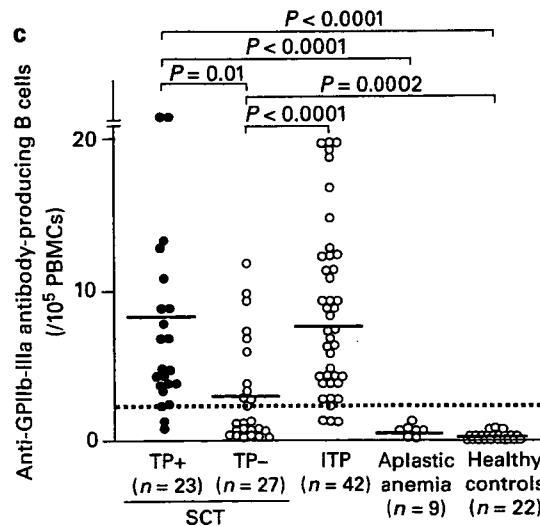 c
P < 0.0001
P < 0.0001
P = 0.01
P = 0.0002
P < 0.0001
Anti-GPIIb-IIIa antibody-producing B cells
(/10⁵ PBMCs)
20
10
0
TP+ TP− ITP Aplastic Healthy
(n = 23) (n = 27) (n = 42) anemia controls
(n = 9) (n = 22)
SCT